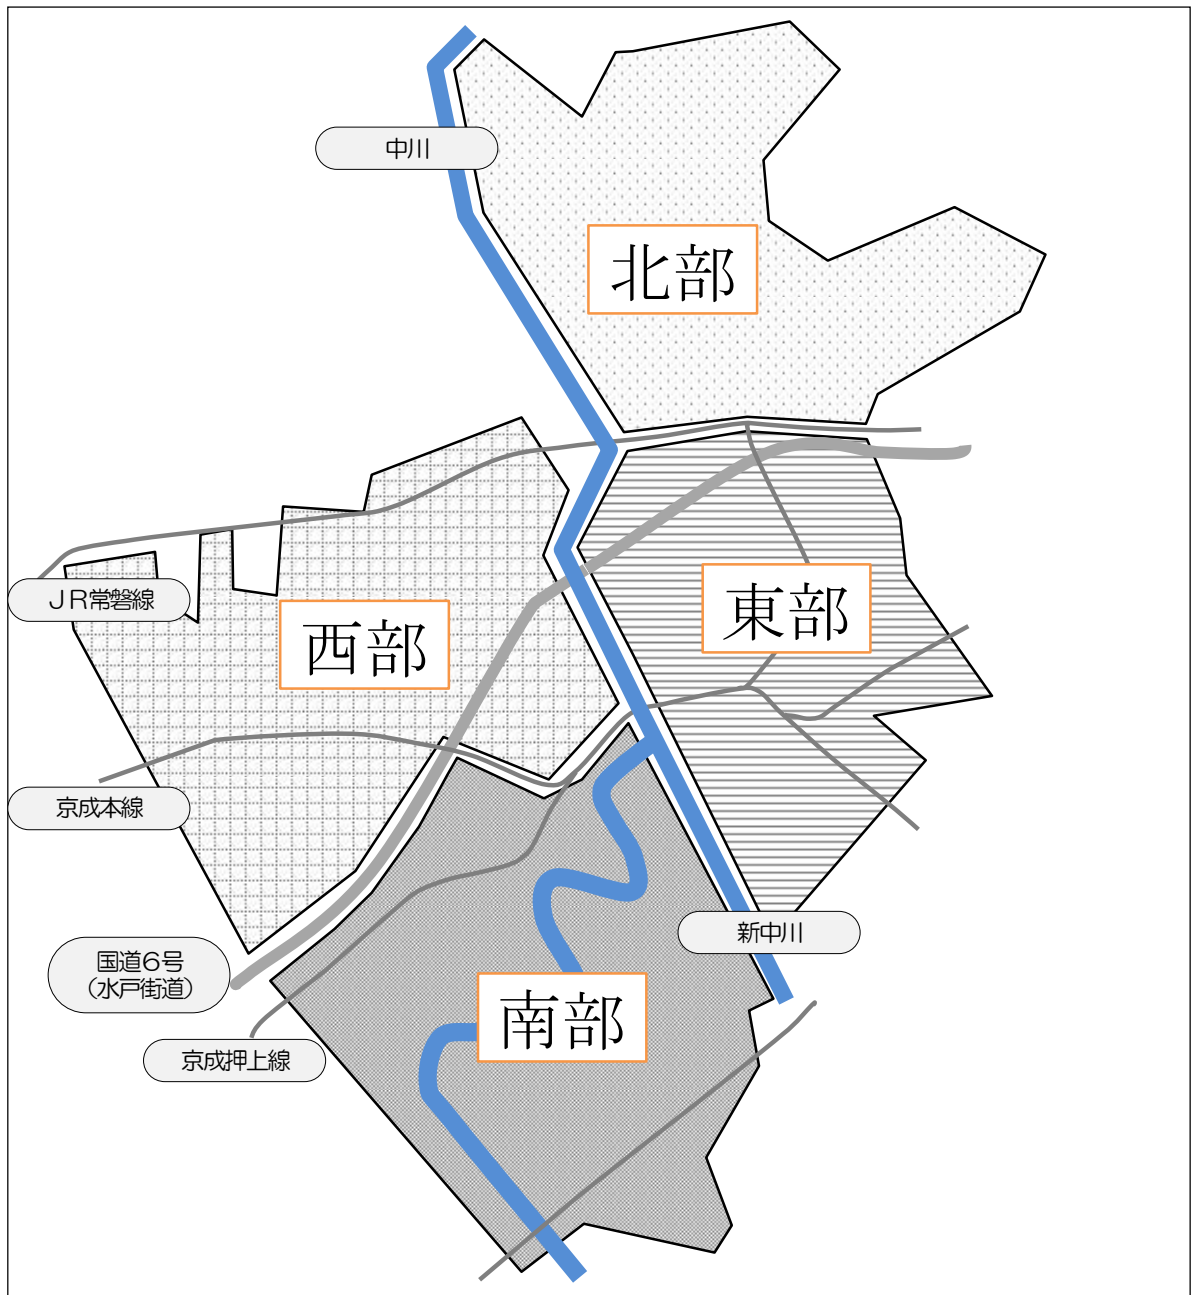 中川
北部
ＪＲ常磐線
西部
東部
京成本線
新中川
国道６号
（水戸街道）
南部
京成押上線